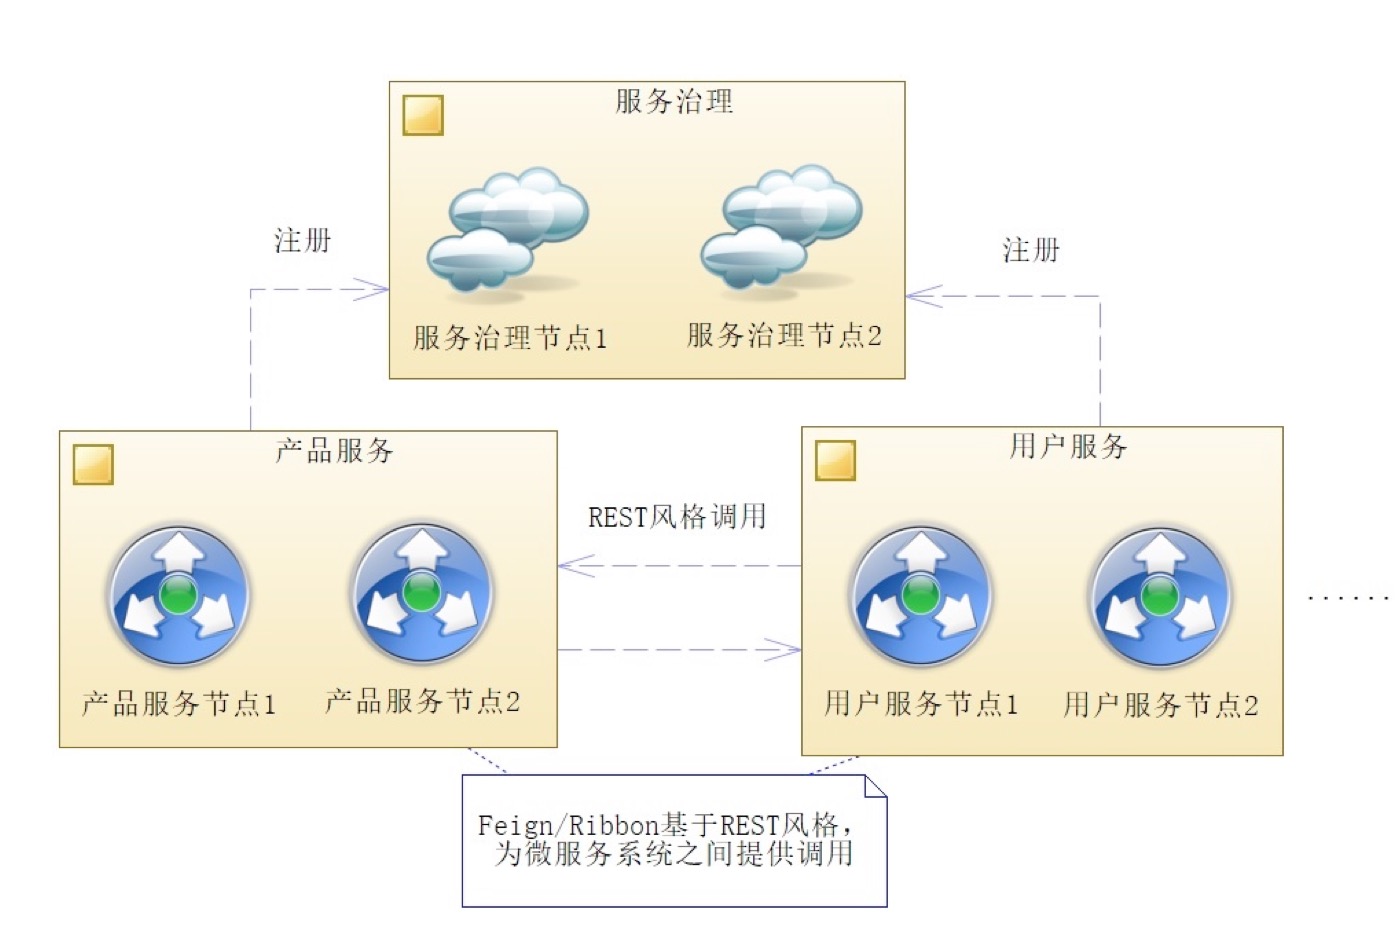 服务治理
服务治理节点1
服务治理节点2
注册
注册
产品服务
产品服务节点1
产品服务节点2
REST风格调用
用户服务
用户服务节点1
用户服务节点2
......
Feign/Ribbon基于REST风格，
为微服务系统之间提供调用